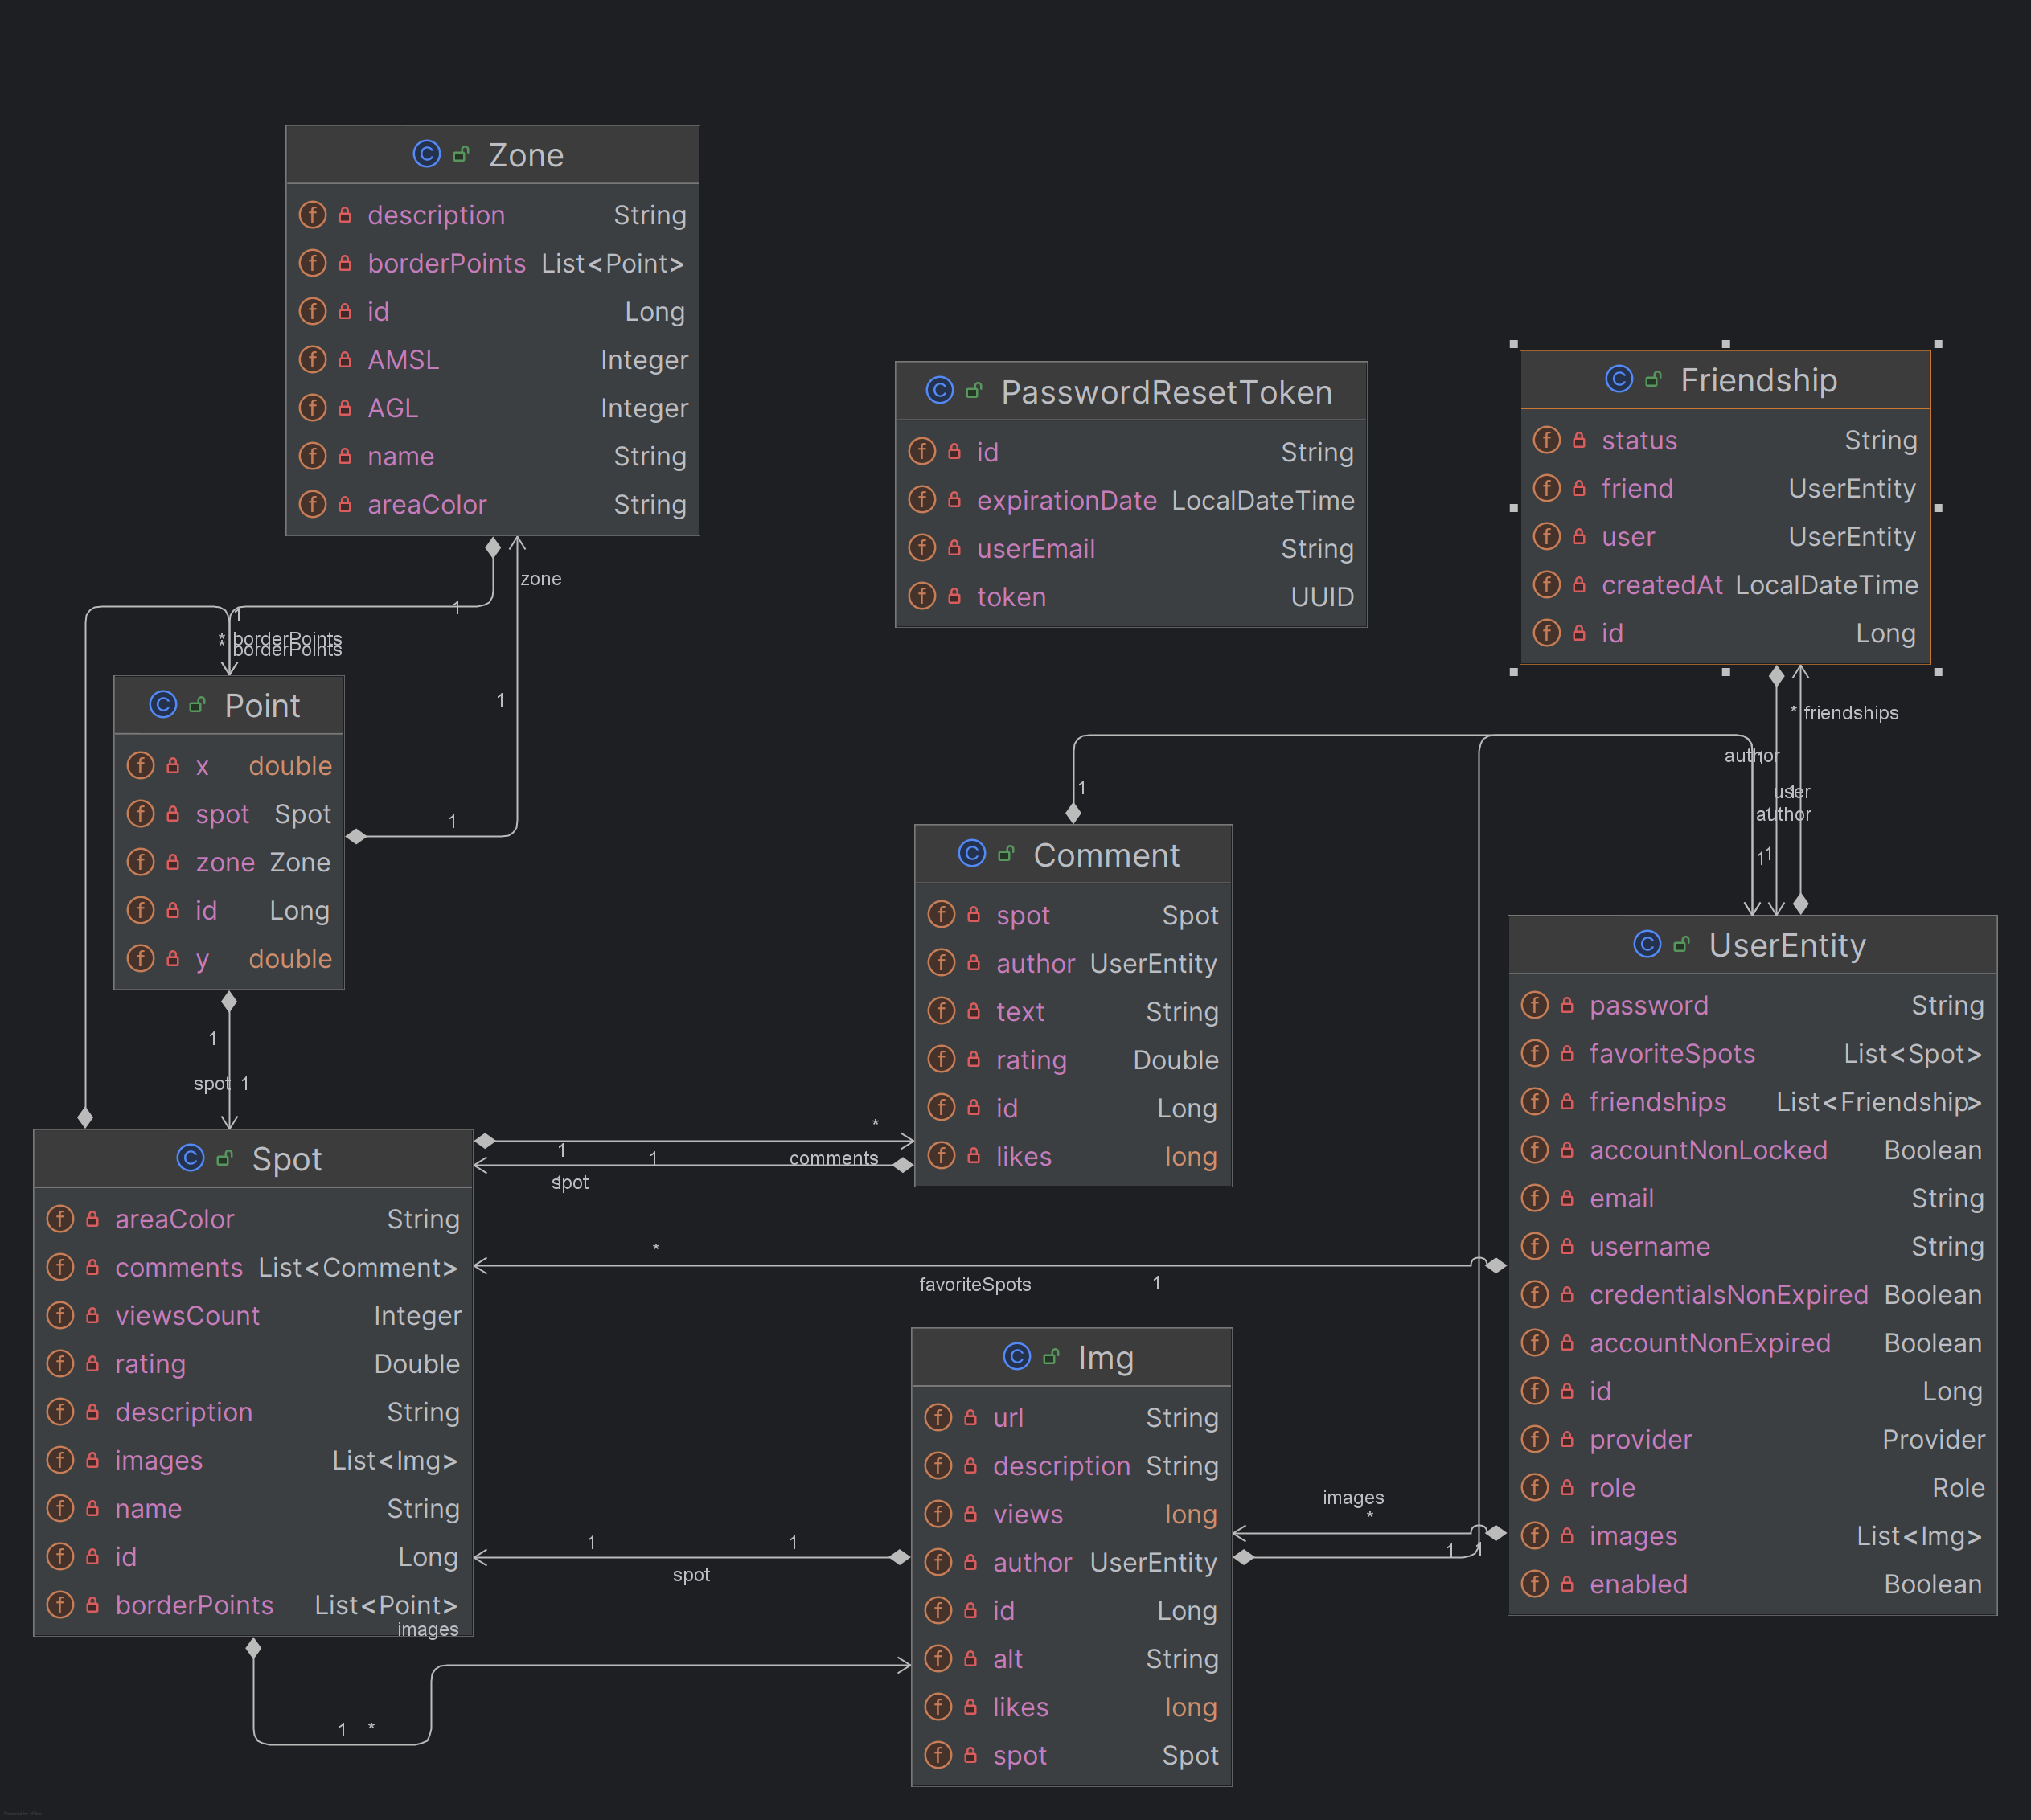 Zone
description String
borderPoints List<Point>
id Long
AMSL Integer
AGL Integer
name String
areaColor String
PasswordResetToken
id String
expirationDate LocalDateTime
userEmail String
token UUID
Friendship
status String
friend UserEntity
user UserEntity
createdAt LocalDateTime
id Long
zone
1
1
* borderPoints
* borderPoints
1
1
Point
x double
spot Spot
zone Zone
id Long
y double
* friendships
author
1
user
1
author
1
1
1
1
Comment
spot Spot
author UserEntity
text String
rating Double
id Long
likes long
UserEntity
password String
favoriteSpots List<Spot>
friendships List<Friendship>
accountNonLocked Boolean
email String
username String
credentialsNonExpired Boolean
accountNonExpired Boolean
id Long
provider Provider
role Role
images List<Img>
enabled Boolean
1
spot 1
Spot
areaColor String
comments List<Comment>
viewsCount Integer
rating Double
description String
images List<Img>
name String
id Long
borderPoints List<Point>
images
*
1
1
comments
spot
1
*
favoriteSpots
1
Img
url String
description String
views long
author UserEntity
id Long
alt String
likes long
spot Spot
images
*
1
1
1
1
spot
1 *